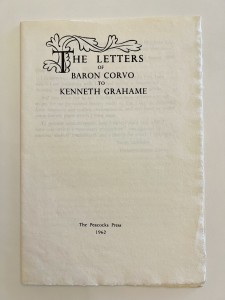 THE LETTERS
OF
BARON CORVO
TO
KENNETH GRAHAME
The Peacocks Press
1962